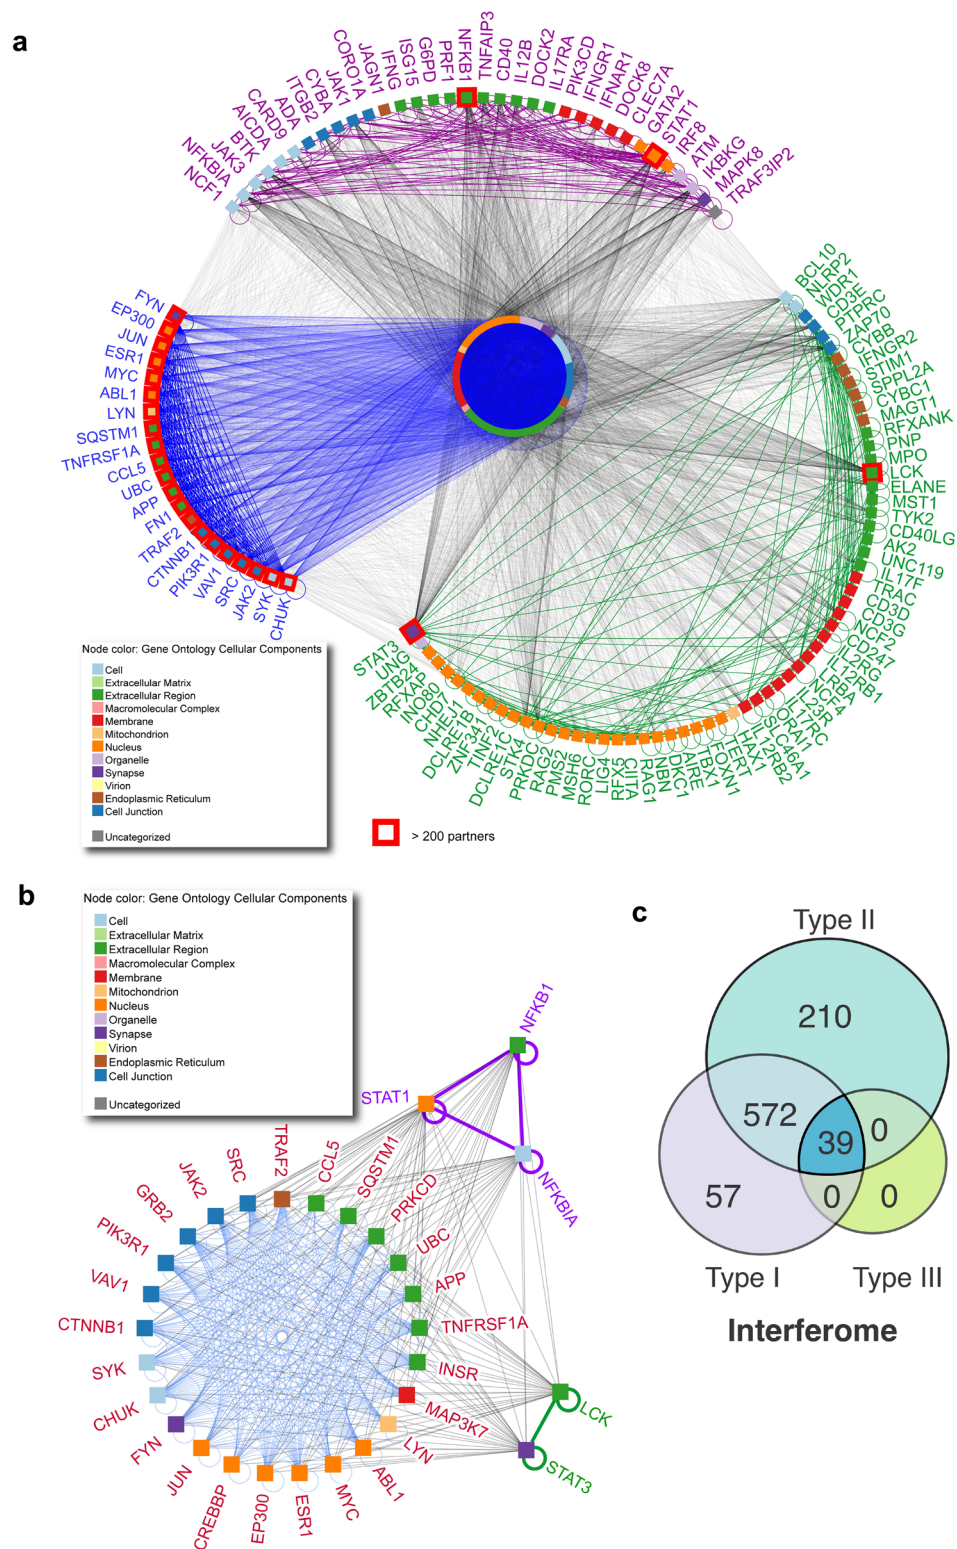 a
NCF1
NFKBIA
JAK3
BTK
AICDA
CARD9
ADA
ITGB2
CYBA
JAK1
CORO1A
JAGN1
IFNG
ISG15
G6PD
PRF1
NFKB1
TNFAIP3
CD40
IL12B
DOCK2
IL17RA
PIK3CD
IFNGR1
IFNAR1
DOCK8
CLEC7A
GATA2
STAT1
IRF8
ATM
IKBKG
MAPK8
TRAF3IP2
FYN
EP300
JUN
ESR1
MYC
ABL1
LYN
SQSTM1
TNFRSF1A
CCL5
UBC
APP
FN1
TRAF2
CTNNB1
PIK3R1
VAV1
SRC
JAK2
SYK
CHUK
BCL10
NLRP2
WDR1
CD3E
PTPRC
ZAP70
CYBB
IFNGR2
STIM1
SPPL2A
CYBC1
MAGT1
RFXANK
PNP
MPO
LCK
ELANE
MST1
TYK2
CD40LG
AK2
UNC119
IL17F
TRAC
CD3D
CD3G
NCF2
CD247
IL2RG
IL12RB1
HAX1
TERT
FOXN1
TBX1
AIRE
DKC1
NBN
RAG1
CIITA
RFX5
LIG4
RORC
MSH6
PMS2
RAG2
PRKDC
STK4
DCLRE1C
TINF2
ZNF341
DCLRE1B
NHEJ1
CHD7
INO80
RFXAP
ZBTB24
UNG
STAT3
Node color: Gene Ontology Cellular Components
Cell
Extracellular Matrix
Extracellular Region
Macromolecular Complex
Membrane
Mitochondrion
Nucleus
Organelle
Synapse
Virion
Endoplasmic Reticulum
Cell Junction
Uncategorized
> 200 partners
b
Node color: Gene Ontology Cellular Components
Cell
Extracellular Matrix
Extracellular Region
Macromolecular Complex
Membrane
Mitochondrion
Nucleus
Organelle
Synapse
Virion
Endoplasmic Reticulum
Cell Junction
Uncategorized
NFKB1
STAT1
NFKBIA
TRAF2
CCL5
SQSTM1
PRKCD
UBC
APP
TNFRSF1A
INSR
MAP3K7
LYN
ABL1
MYC
ESR1
EP300
CREBBP
JUN
FYN
CHUK
SYK
CTNNB1
VAV1
PIK3R1
GRB2
JAK2
SRC
LCK
STAT3
c
Type II
210
572
39
0
57
0
0
Type I
Type III
Interferome